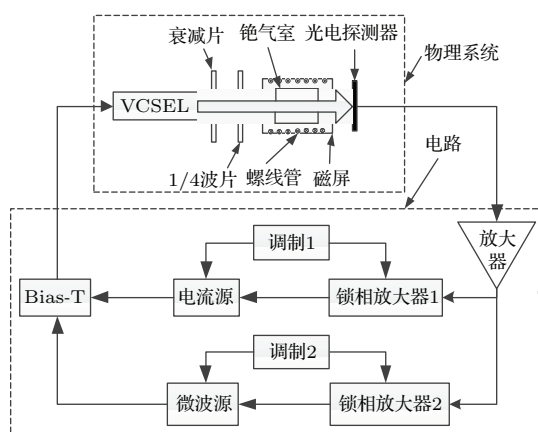 衰减片 铯气室 光电探测器
物理系统
VCSEL
1/4波片 螺线管 磁屏
电路
放大器
调制1
Bias-T
电流源
锁相放大器1
调制2
微波源
锁相放大器2